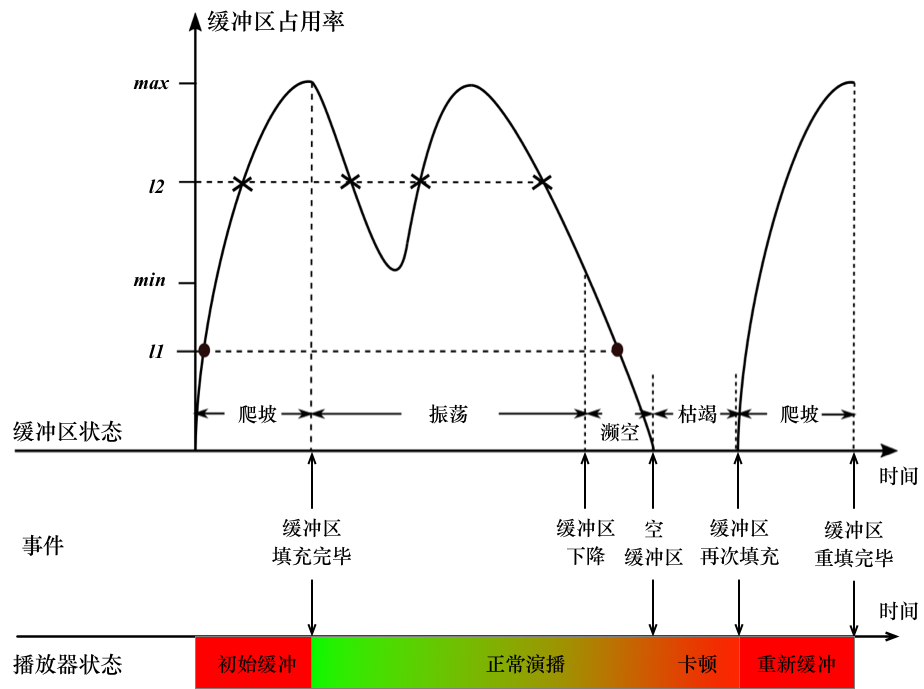 缓冲区占用率
max
l2
min
l1
爬坡
振荡
濒空
枯竭
爬坡
缓冲区状态
时间
事件
缓冲区
填充完毕
缓冲区
下降
空
缓冲区
缓冲区
再次填充
缓冲区
重填完毕
时间
播放器状态
初始缓冲
正常演播
卡顿
重新缓冲